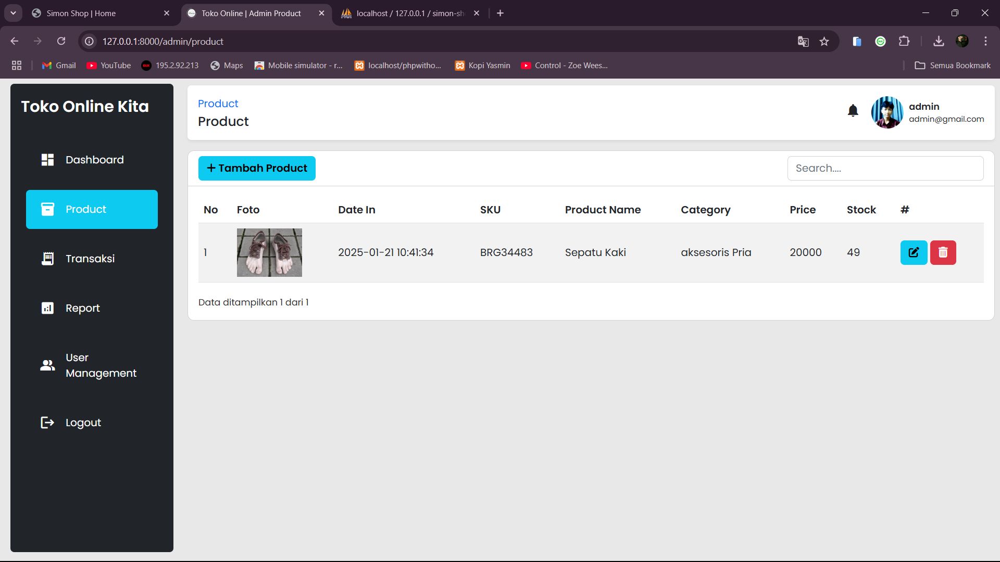 Simon Shop | Home
Toko Online | Admin Product
localhost / 127.0.0.1 / simon-sh
127.0.0.1:8000/admin/product
Gmail
YouTube
195.2.92.213
Maps
Mobile simulator - r...
localhost/phpwitho...
Kopi Yasmin
Control - Zoe Wees...
Semua Bookmark
Toko Online Kita
Dashboard
Product
Transaksi
Report
User
Management
Logout
Product
Product
admin
admin@gmail.com
+ Tambah Product
Search....
No Foto Date In SKU Product Name Category Price Stock #
1 2025-01-21 10:41:34 BRG34483 Sepatu Kaki aksesoris Pria 20000 49
Data ditampilkan 1 dari 1